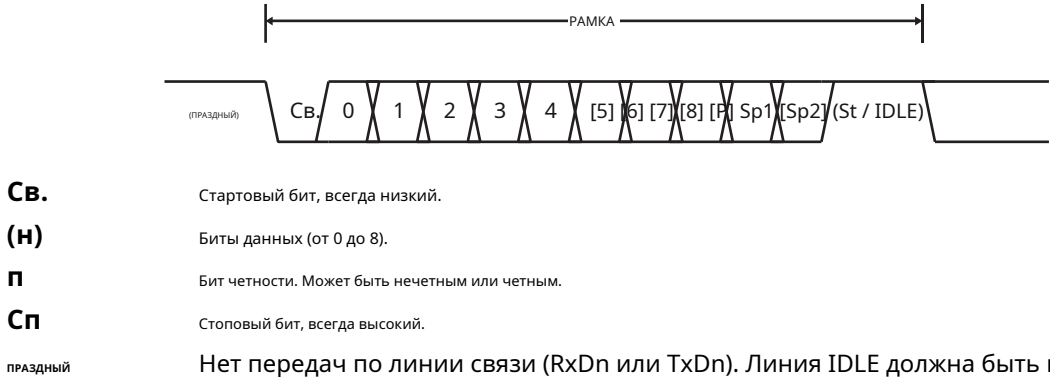 РАМКА
(ПРАЗДНЫЙ) Св. 0 1 2 3 4 [5] [6] [7] [8] [P] Sp1 [Sp2] (St / IDLE)
Св. Стартовый бит, всегда низкий.
(н) Биты данных (от 0 до 8).
п Бит четности. Может быть нечетным или четным.
Сп Стоповый бит, всегда высокий.
ПРАЗДНЫЙ Нет передач по линии связи (RxDn или TxDn). Линия IDLE должна быть